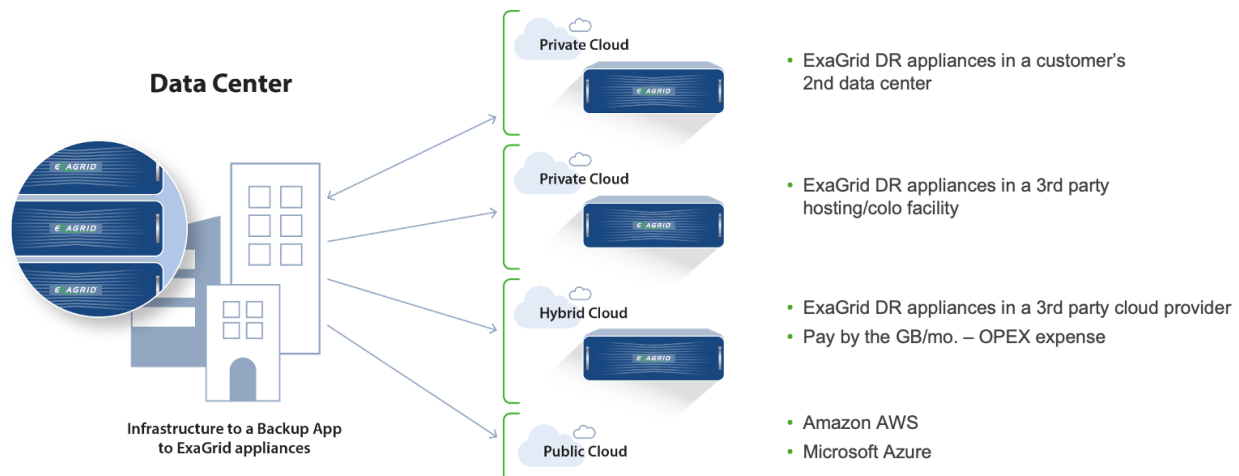 Data Center
EXAGRID
EXAGRID
EXAGRID
Infrastructure to a Backup App
to ExaGrid appliances
Private Cloud
EXAGRID
• ExaGrid DR appliances in a customer's
2nd data center
Private Cloud
EXAGRID
• ExaGrid DR appliances in a 3rd party
hosting/colo facility
Hybrid Cloud
EXAGRID
• ExaGrid DR appliances in a 3rd party cloud provider
• Pay by the GB/mo. – OPEX expense
Public Cloud
• Amazon AWS
• Microsoft Azure